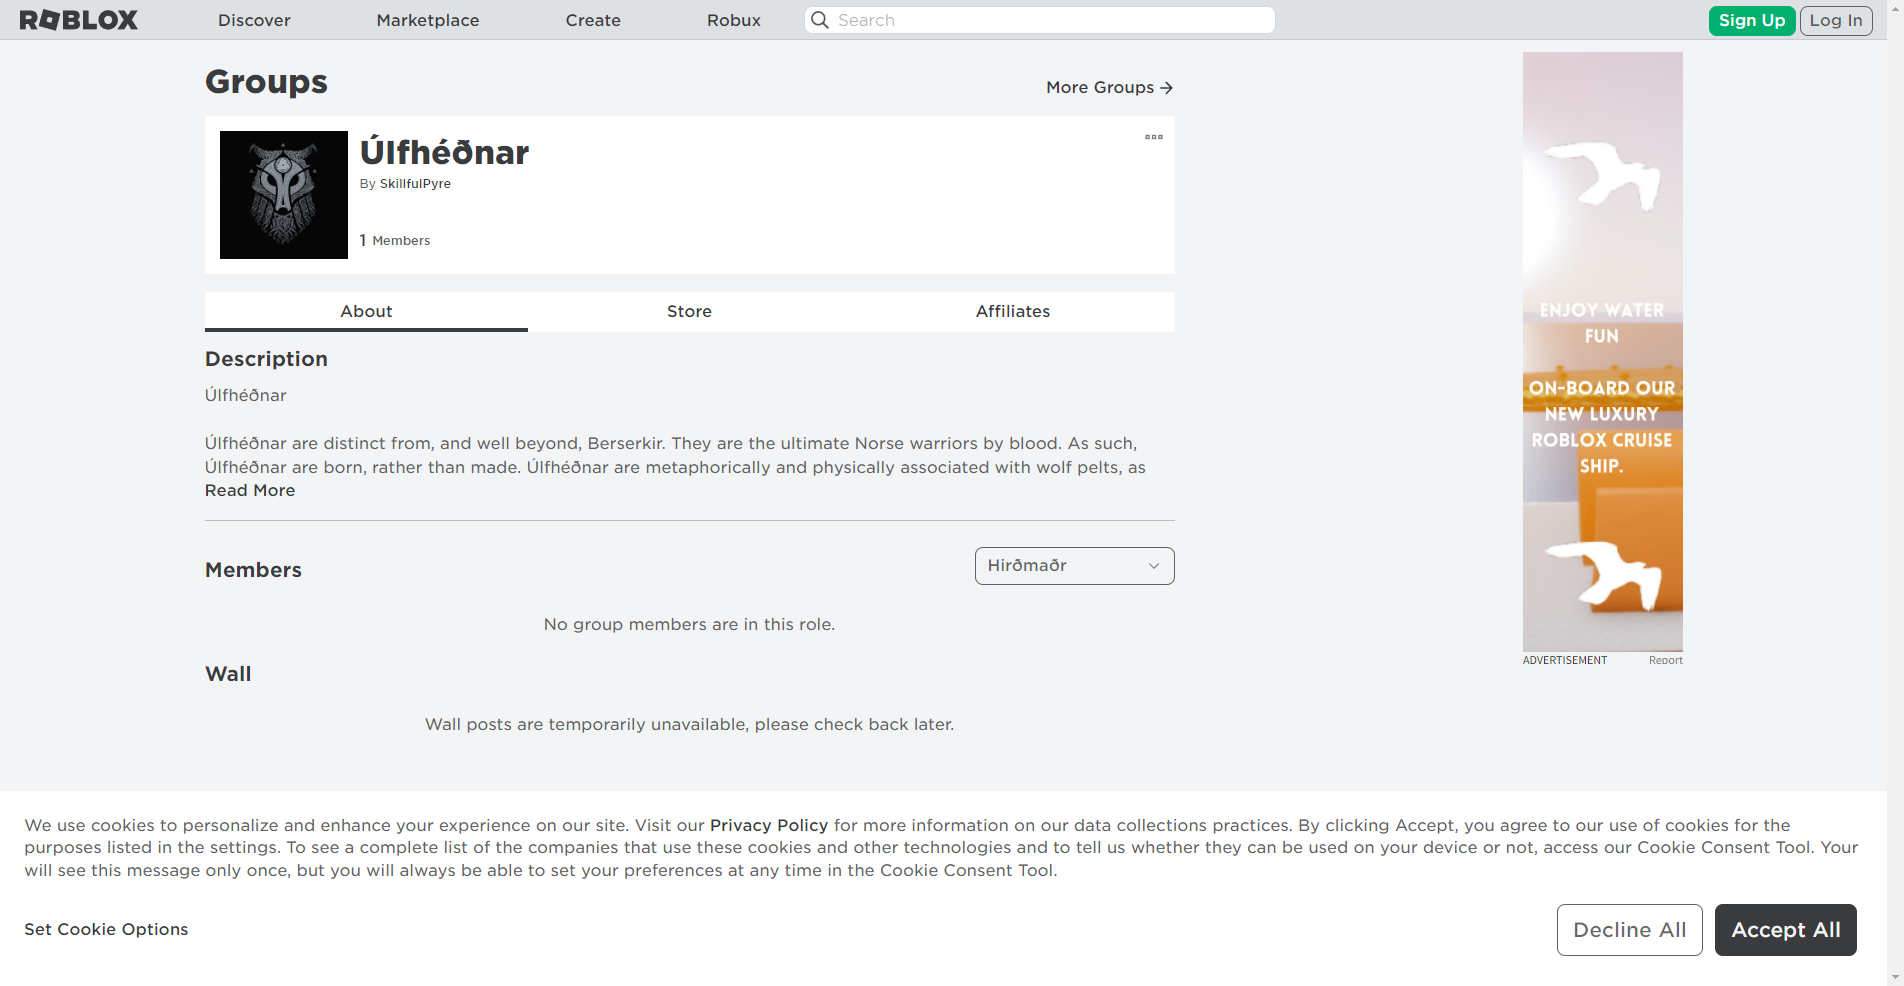 ROBLOX
Discover
Marketplace
Create
Robux
Search
Sign Up
Log In
Groups
More Groups
Úlfhéðnar
By SkillfulPyre
1 Members
About
Store
Affiliates
Description
Úlfhéðnar
Úlfhéðnar are distinct from, and well beyond, Berserkir. They are the ultimate Norse warriors by blood. As such,
Úlfhéðnar are born, rather than made. Úlfhéðnar are metaphorically and physically associated with wolf pelts, as
Read More
Members
Hirðmaðr
No group members are in this role.
Wall
Wall posts are temporarily unavailable, please check back later.
ENJOY WATER
FUN
ON-BOARD OUR
NEW LUXURY
ROBLOX CRUISE
SHIP.
ADVERTISEMENT
Report
We use cookies to personalize and enhance your experience on our site. Visit our Privacy Policy for more information on our data collections practices. By clicking Accept, you agree to our use of cookies for the
purposes listed in the settings. To see a complete list of the companies that use these cookies and other technologies and to tell us whether they can be used on your device or not, access our Cookie Consent Tool. Your
will see this message only once, but you will always be able to set your preferences at any time in the Cookie Consent Tool.
Set Cookie Options
Decline All
Accept All